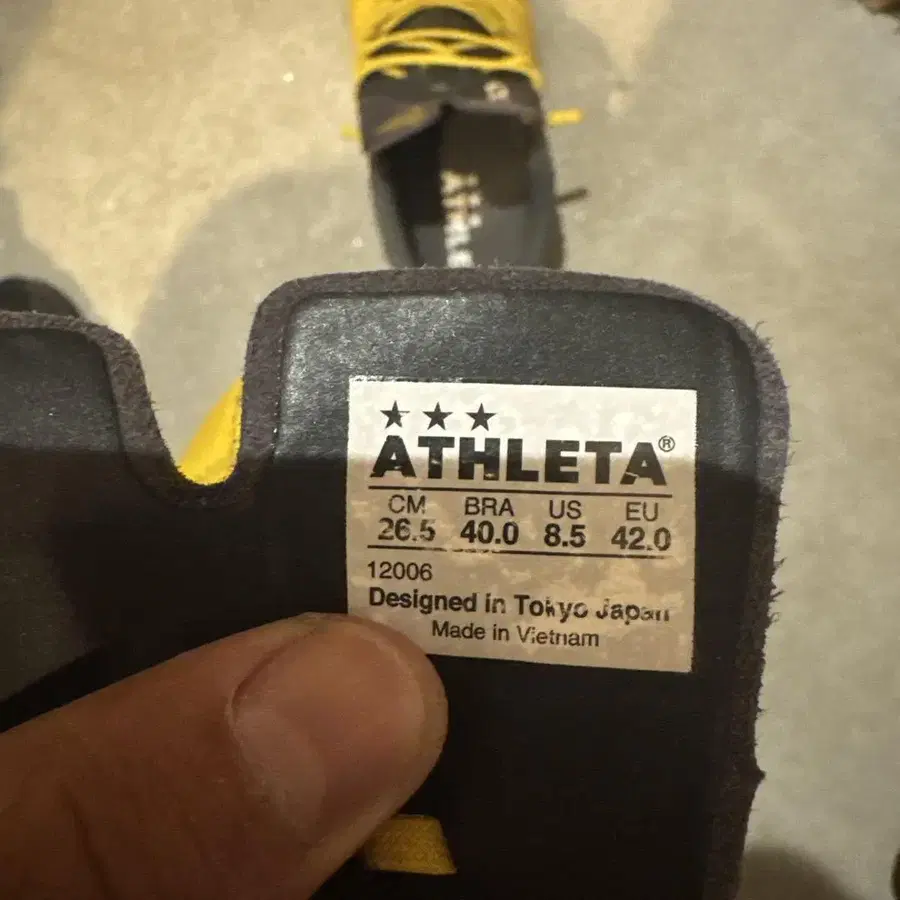 ATHLETA
★★★
ATHLETA®
CM BRA US EU
26.5 40.0 8.5 42.0
12006
Designed in Tokyo Japan
Made in Vietnam